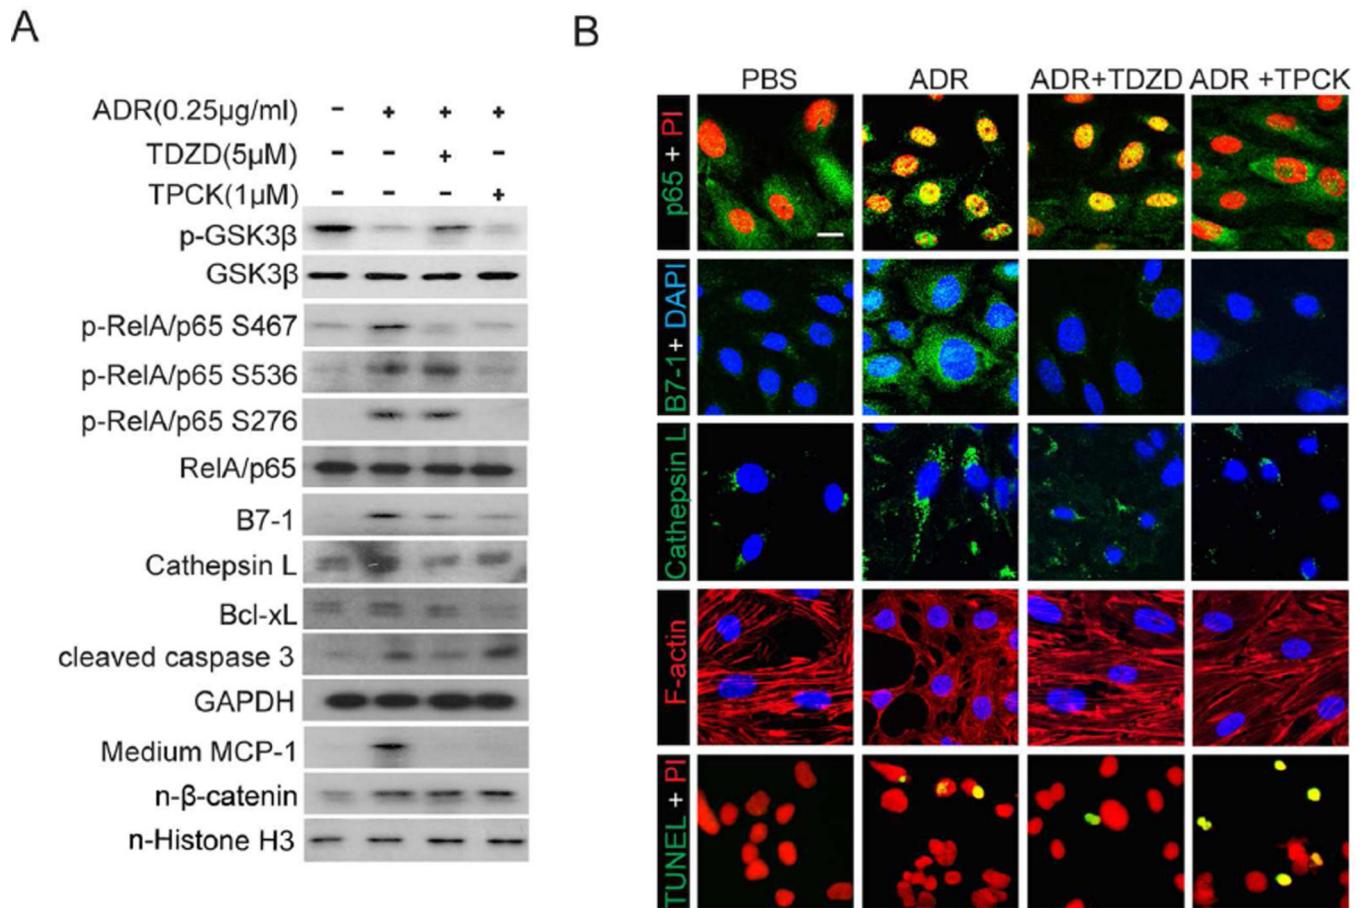 A
ADR(0.25µg/ml) - + + +
TDZD(5µM) - - + -
TPCK(1µM) - - - +
p-GSK3β
GSK3β
p-RelA/p65 S467
p-RelA/p65 S536
p-RelA/p65 S276
RelA/p65
B7-1
Cathepsin L
Bcl-xL
cleaved caspase 3
GAPDH
Medium MCP-1
n-β-catenin
n-Histone H3
B
PBS ADR ADR+TDZD ADR +TPCK
p65 + PI
B7-1+ DAPI
Cathepsin L
F-actin
TUNEL + PI